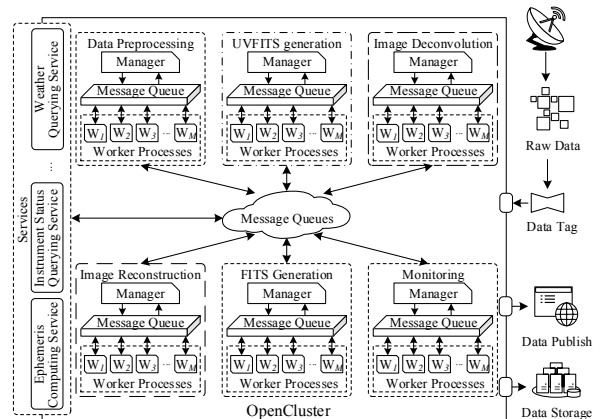 Services
Weather
Querying Service
...
Instrument Status
Querying Service
Ephemeris
Computing Service
Data Preprocessing
Manager
Message Queue
W1 W2 W3 ... WM
Worker Processes
UVFITS generation
Manager
Message Queue
W1 W2 W3 ... WM
Worker Processes
Image Deconvolution
Manager
Message Queue
W1 W2 W3 ... WM
Worker Processes
Message Queues
Image Reconstruction
Manager
Message Queue
W1 W2 W3 ... WM
Worker Processes
FITS Generation
Manager
Message Queue
W1 W2 W3 ... WM
Worker Processes
Monitoring
Manager
Message Queue
W1 W2 W3 ... WM
Worker Processes
OpenCluster
Raw Data
Data Tag
Data Publish
Data Storage